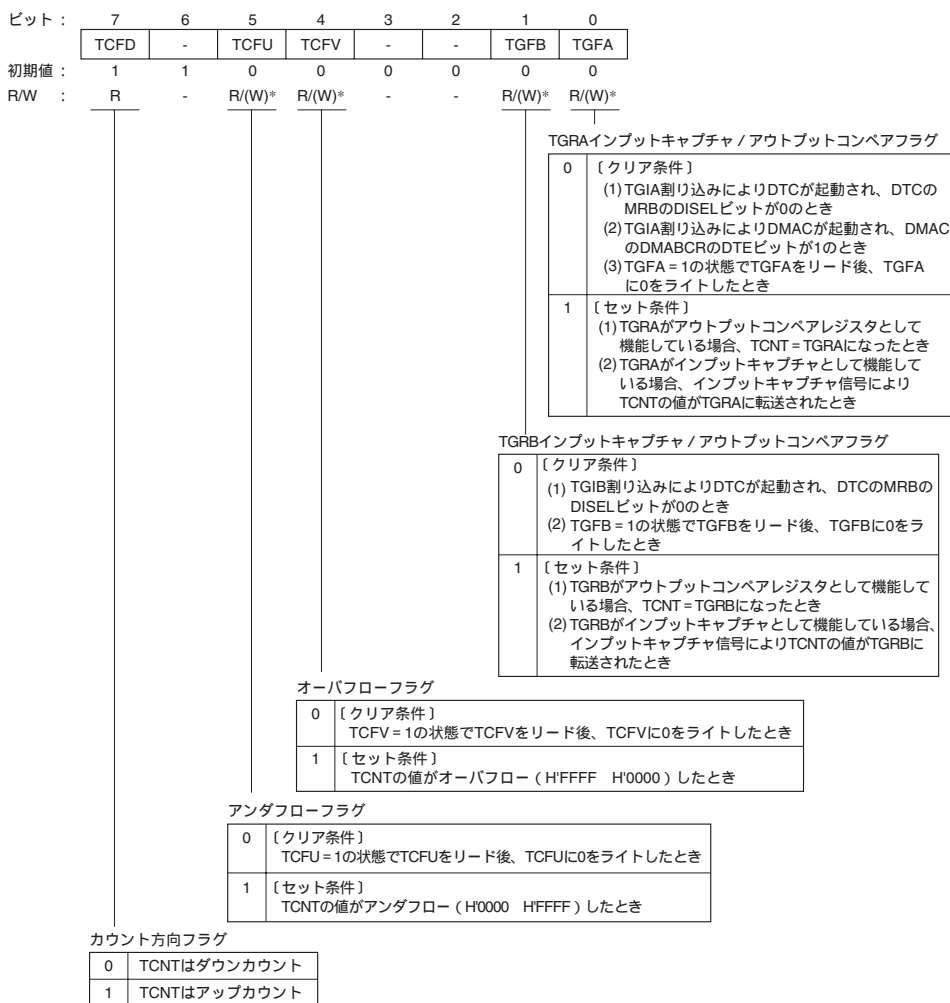 ビット： 7 6 5 4 3 2 1 0
TCFD - TCFU TCFV - - TGFB TGFA
初期値： 1 1 0 0 0 0 0 0
R/W ： R - R/(W)* R/(W)* - - R/(W)* R/(W)*
TGRAインプットキャプチャ / アウトプットコンペアフラグ
0 〔クリア条件〕
(1) TGIA割り込みによりDTCが起動され、DTCの
MRBのDISELビットが0のとき
(2) TGIA割り込みによりDMACが起動され、DMAC
のDMABCRのDTEビットが1のとき
(3) TGFA = 1の状態でTGFAをリード後、TGFA
に0をライトしたとき
1 〔セット条件〕
(1) TGRAがアウトプットコンペアレジスタとして
機能している場合、TCNT = TGRAになったとき
(2) TGRAがインプットキャプチャとして機能して
いる場合、インプットキャプチャ信号により
TCNTの値がTGRAに転送されたとき
TGRBインプットキャプチャ / アウトプットコンペアフラグ
0 〔クリア条件〕
(1) TGIB割り込みによりDTCが起動され、DTCのMRBの
DISELビットが0のとき
(2) TGFB = 1の状態でTGFBをリード後、TGFBに0をラ
イトしたとき
1 〔セット条件〕
(1) TGRBがアウトプットコンペアレジスタとして機能して
いる場合、TCNT = TGRBになったとき
(2) TGRBがインプットキャプチャとして機能している場合、
インプットキャプチャ信号によりTCNTの値がTGRBに
転送されたとき
オーバフローフラグ
0 〔クリア条件〕
TCFV = 1の状態でTCFVをリード後、TCFVに0をライトしたとき
1 〔セット条件〕
TCNTの値がオーバフロー（H'FFFF H'0000）したとき
アンダフローフラグ
0 〔クリア条件〕
TCFU = 1の状態でTCFUをリード後、TCFUに0をライトしたとき
1 〔セット条件〕
TCNTの値がアンダフロー（H'0000 H'FFFF）したとき
カウント方向フラグ
0 TCNTはダウンカウント
1 TCNTはアップカウント